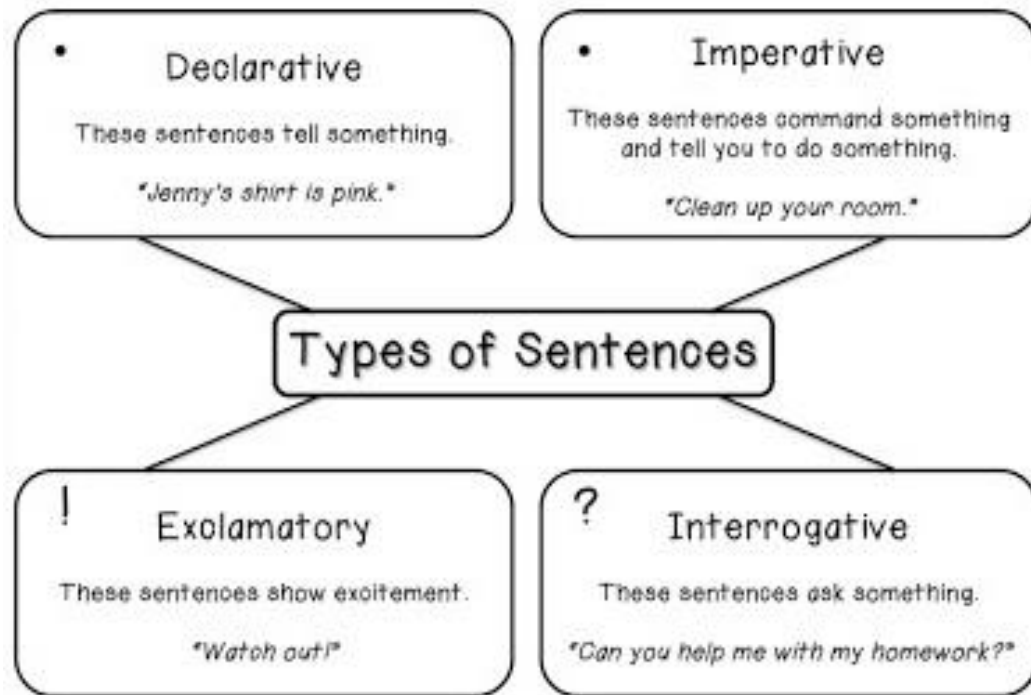 •
Declarative
These sentences tell something.
"Jenny's shirt is pink."
•
Imperative
These sentences command something
and tell you to do something.
"Clean up your room."
Types of Sentences
!
Exclamatory
These sentences show excitement.
"Watch out!"
?
Interrogative
These sentences ask something.
"Can you help me with my homework?"